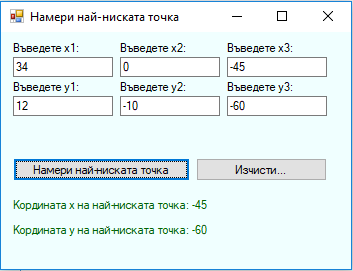 Намери най-ниската точка
Въведете x1: Въведете x2: Въведете x3:
34 0 -45
Въведете y1: Въведете y2: Въведете y3:
12 -10 -60
Намери най-ниската точка Изчисти...
Кордината x на най-ниската точка: -45
Кордината y на най-ниската точка: -60